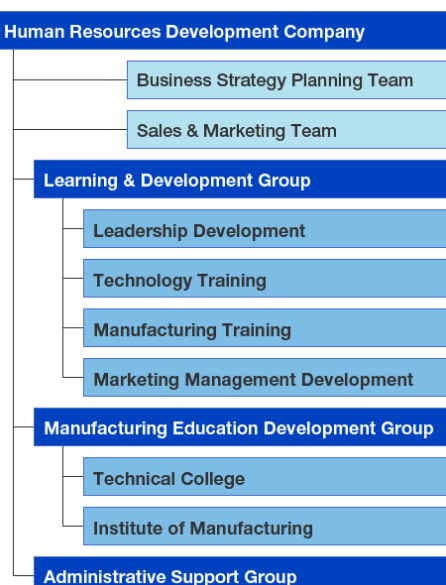 Human Resources Development Company
Business Strategy Planning Team
Sales & Marketing Team
Learning & Development Group
Leadership Development
Technology Training
Manufacturing Training
Marketing Management Development
Manufacturing Education Development Group
Technical College
Institute of Manufacturing
Administrative Support Group